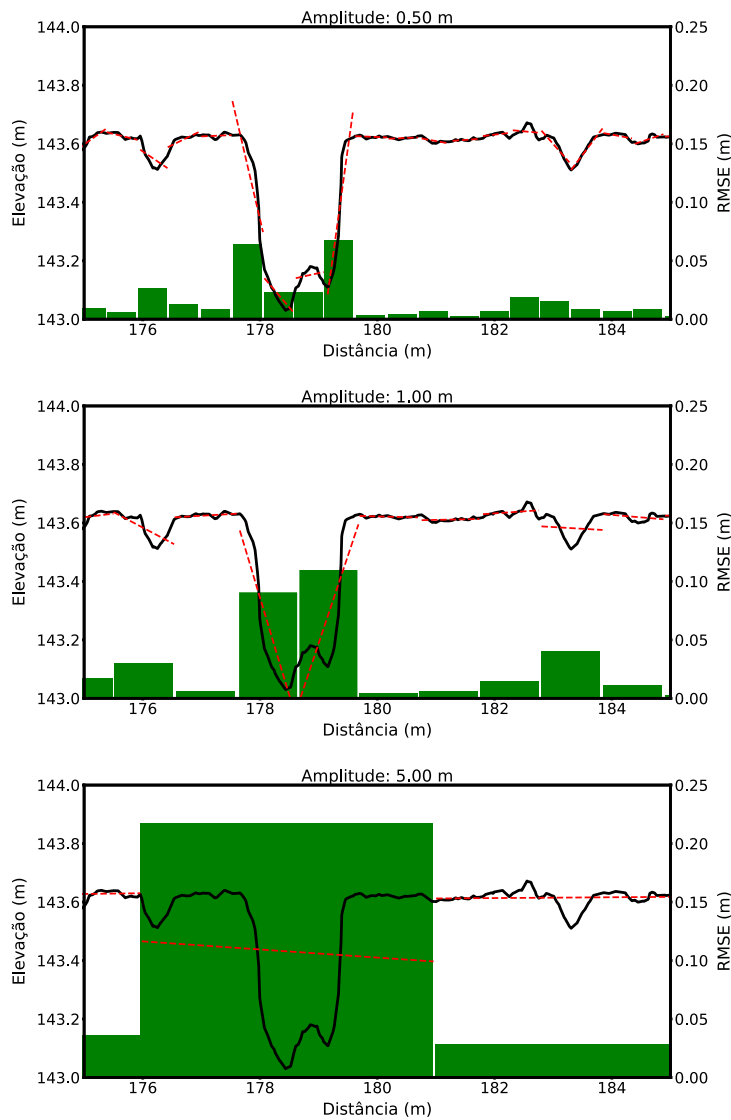 Amplitude: 0.50 m
144.0
143.8
143.6
143.4
143.2
143.0
Elevação (m)
0.25
0.20
0.15
0.10
0.05
0.00
RMSE (m)
176 178 180 182 184
Distância (m)
Amplitude: 1.00 m
144.0
143.8
143.6
143.4
143.2
143.0
Elevação (m)
0.25
0.20
0.15
0.10
0.05
0.00
RMSE (m)
176 178 180 182 184
Distância (m)
Amplitude: 5.00 m
144.0
143.8
143.6
143.4
143.2
143.0
Elevação (m)
0.25
0.20
0.15
0.10
0.05
0.00
RMSE (m)
176 178 180 182 184
Distância (m)